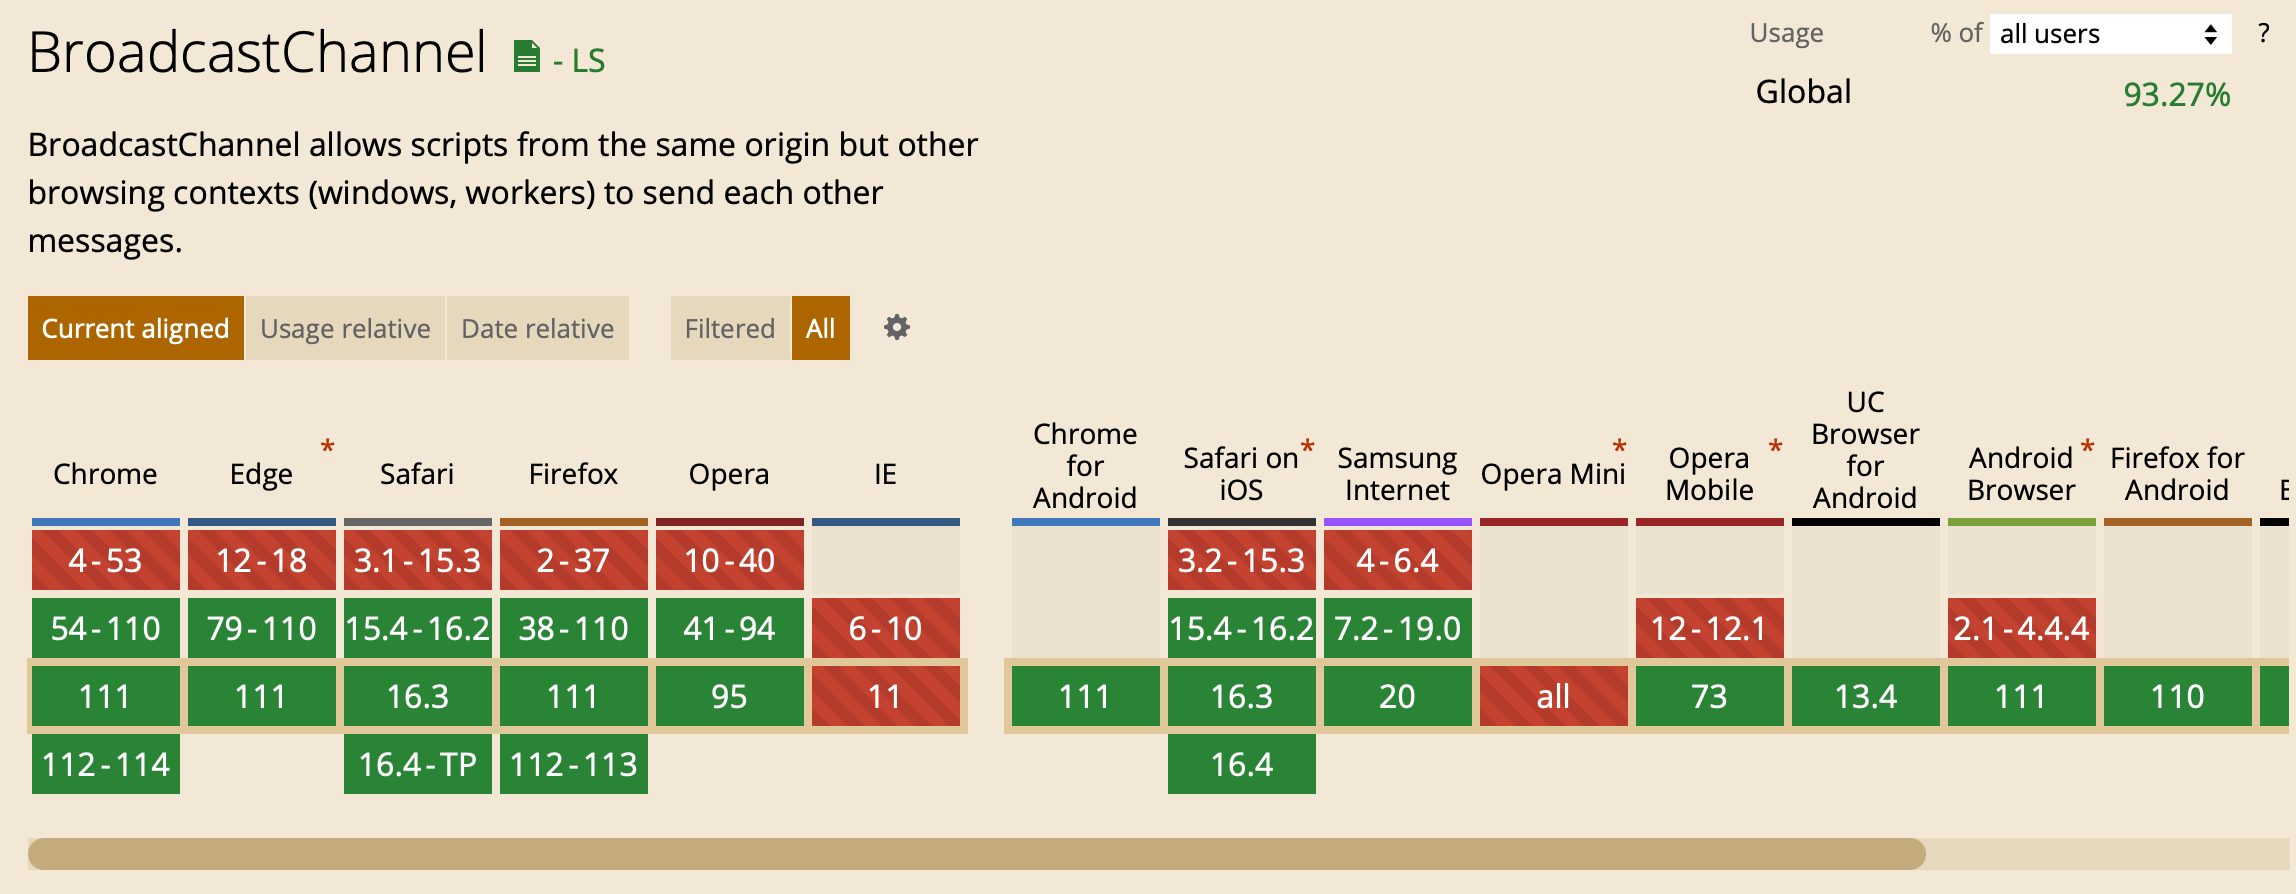 BroadcastChannel - LS
Usage % of all users ?
Global 93.27%
BroadcastChannel allows scripts from the same origin but other
browsing contexts (windows, workers) to send each other
messages.
Current aligned Usage relative Date relative Filtered All
Chrome Edge * Safari Firefox Opera IE
Chrome
for
Android
Safari on *
iOS
Samsung
Internet
Opera Mini *
Opera *
Mobile
UC
Browser
for
Android
Android *
Browser
Firefox for
Android
4-53 12-18 3.1-15.3 2-37 10-40 3.2-15.3 4-6.4
54-110 79-110 15.4-16.2 38-110 41-94 6-10 15.4-16.2 7.2-19.0 12-12.1 2.1-4.4.4
111 111 16.3 111 95 11 111 16.3 20 all 73 13.4 111 110
112-114 16.4-TP 112-113 16.4